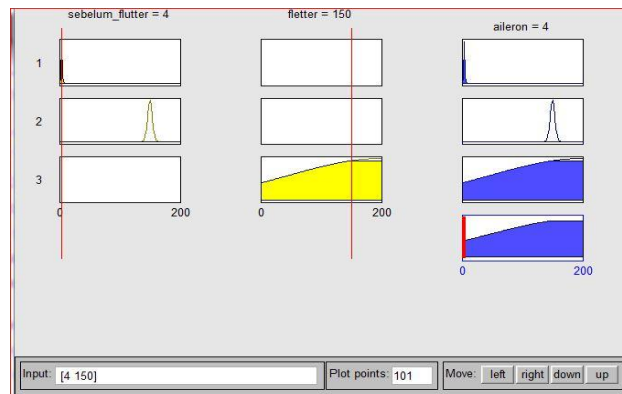 sebelum_flutter = 4
fletter = 150
aileron = 4
1
2
3
0 200
0 200
0 200
Input: [4 150] Plot points: 101 Move: left right down up